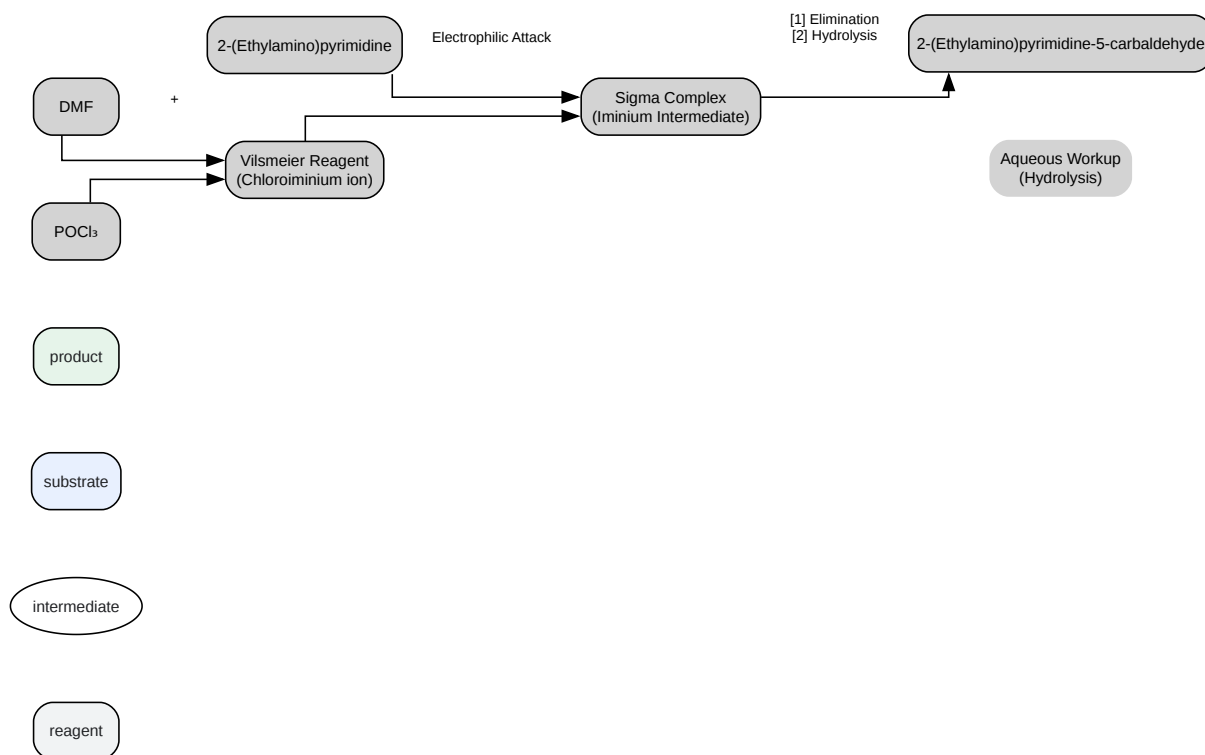 2-(Ethylamino)pyrimidine
Electrophilic Attack
[1] Elimination
[2] Hydrolysis
2-(Ethylamino)pyrimidine-5-carbaldehyde
DMF
+
Sigma Complex
(Iminium Intermediate)
Vilsmeier Reagent
(Chloroiminium ion)
Aqueous Workup
(Hydrolysis)
POCl₃
product
substrate
intermediate
reagent